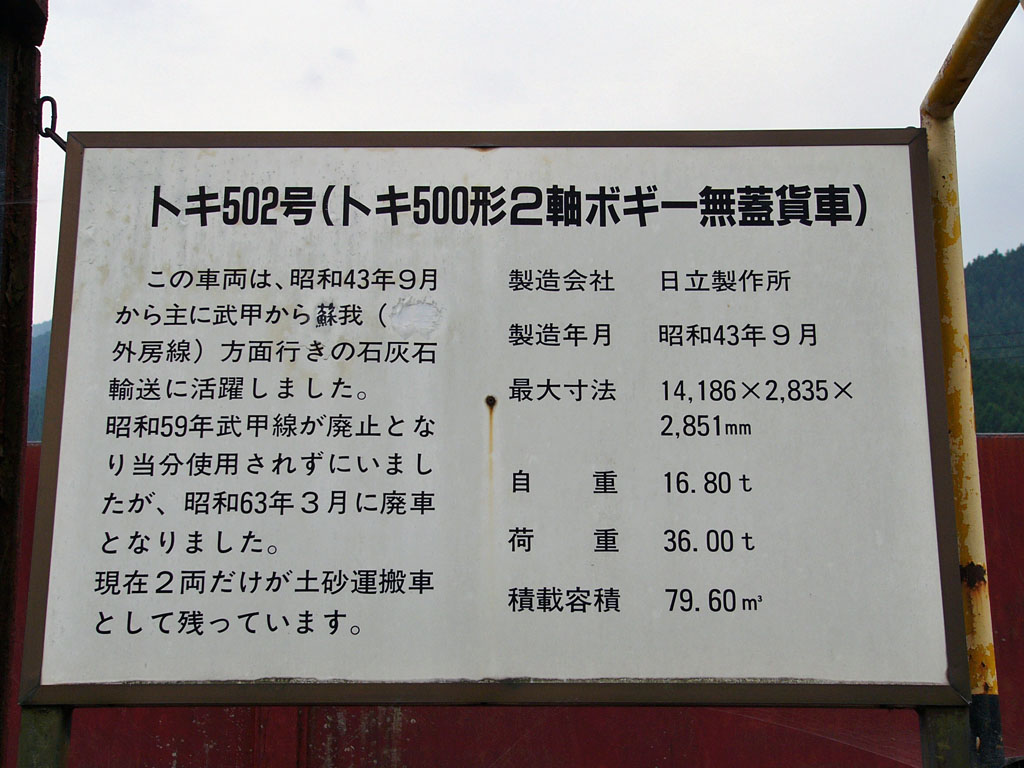 トキ502号(トキ500形2軸ボギー無蓋貨車)
この車両は、昭和43年9月
から主に武甲から蘇我(
外房線)方面行きの石灰石
輸送に活躍しました。
昭和59年武甲線が廃止とな
り当分使用されずにいまし
たが、昭和63年3月に廃車
となりました。
現在2両だけが土砂運搬車
として残っています。
製造会社 日立製作所
製造年月 昭和43年9月
最大寸法 14,186×2,835×
2,851mm
自重 16.80t
荷重 36.00t
積載容積 79.60m³